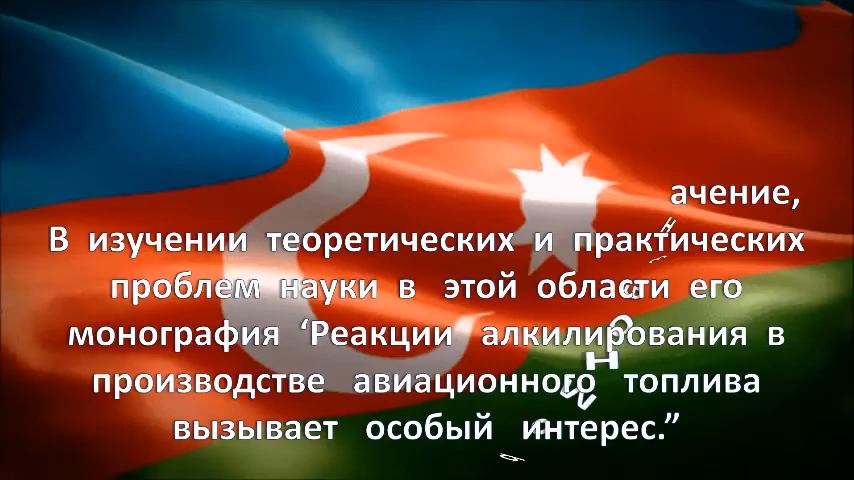 ачение,
В изучении теоретических и практических
проблем науки в этой области его
монография ‘Реакции алкилирования в
производстве авиационного топлива
вызывает особый интерес.”